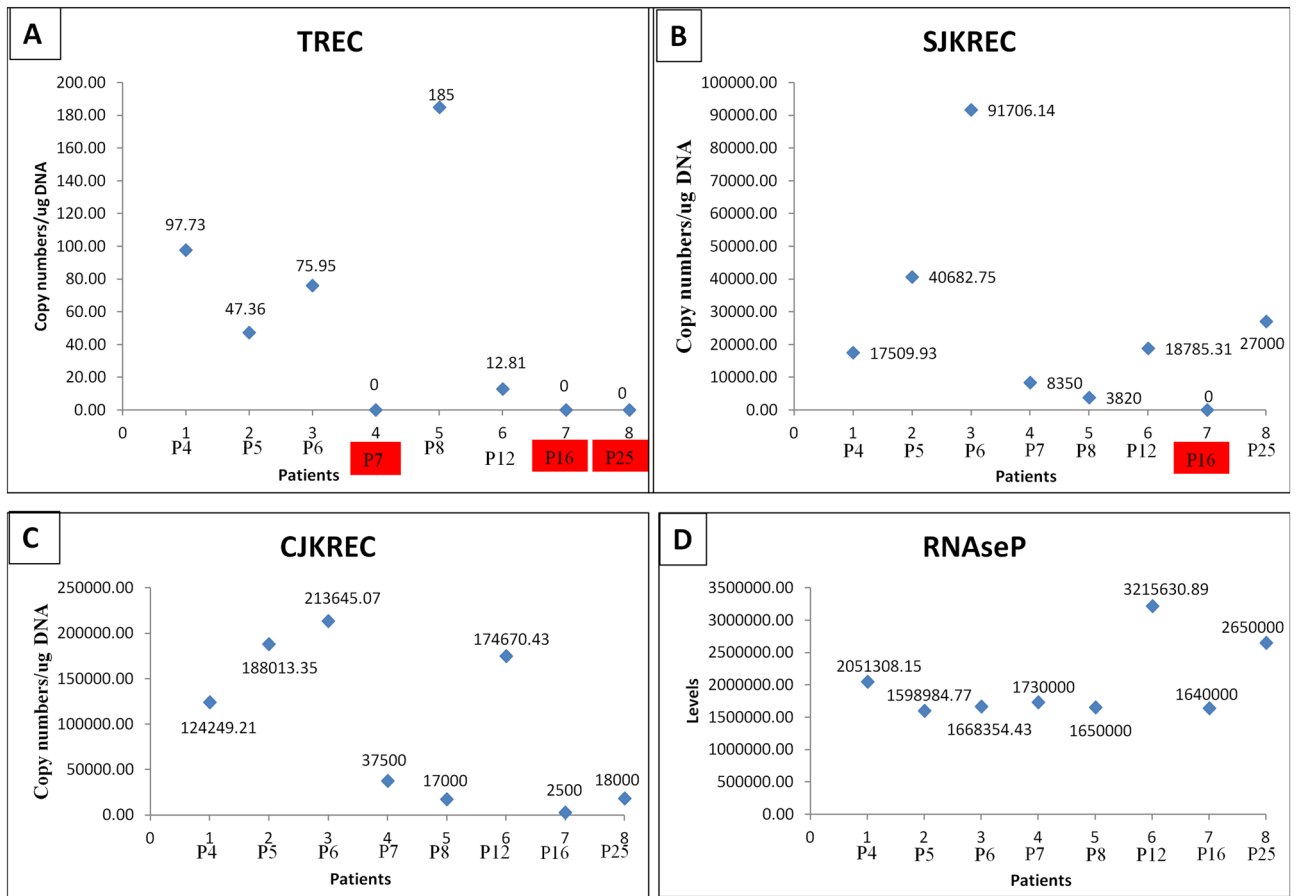 A
TREC
Copy numbers/ug DNA
200.00
180.00
160.00
140.00
120.00
100.00
80.00
60.00
40.00
20.00
0.00
97.73
47.36
75.95
0
185
12.81
0
0
0 1 2 3 4 5 6 7 8
P4 P5 P6 P7 P8 P12 P16 P25
Patients
B
SJKREC
Copy numbers/ug DNA
100000.00
90000.00
80000.00
70000.00
60000.00
50000.00
40000.00
30000.00
20000.00
10000.00
0.00
17509.93
40682.75
91706.14
8350
3820
18785.31
0
27000
0 1 2 3 4 5 6 7 8
P4 P5 P6 P7 P8 P12 P16 P25
Patients
C
CJKREC
Copy numbers/ug DNA
250000.00
200000.00
150000.00
100000.00
50000.00
0.00
124249.21
188013.35
213645.07
37500
17000
174670.43
2500
18000
0 1 2 3 4 5 6 7 8
P4 P5 P6 P7 P8 P12 P16 P25
Patients
D
RNAseP
Levels
3500000.00
3000000.00
2500000.00
2000000.00
1500000.00
1000000.00
500000.00
0.00
2051308.15
1598984.77
1668354.43
1730000
1650000
3215630.89
1640000
2650000
0 1 2 3 4 5 6 7 8
P4 P5 P6 P7 P8 P12 P16 P25
Patients